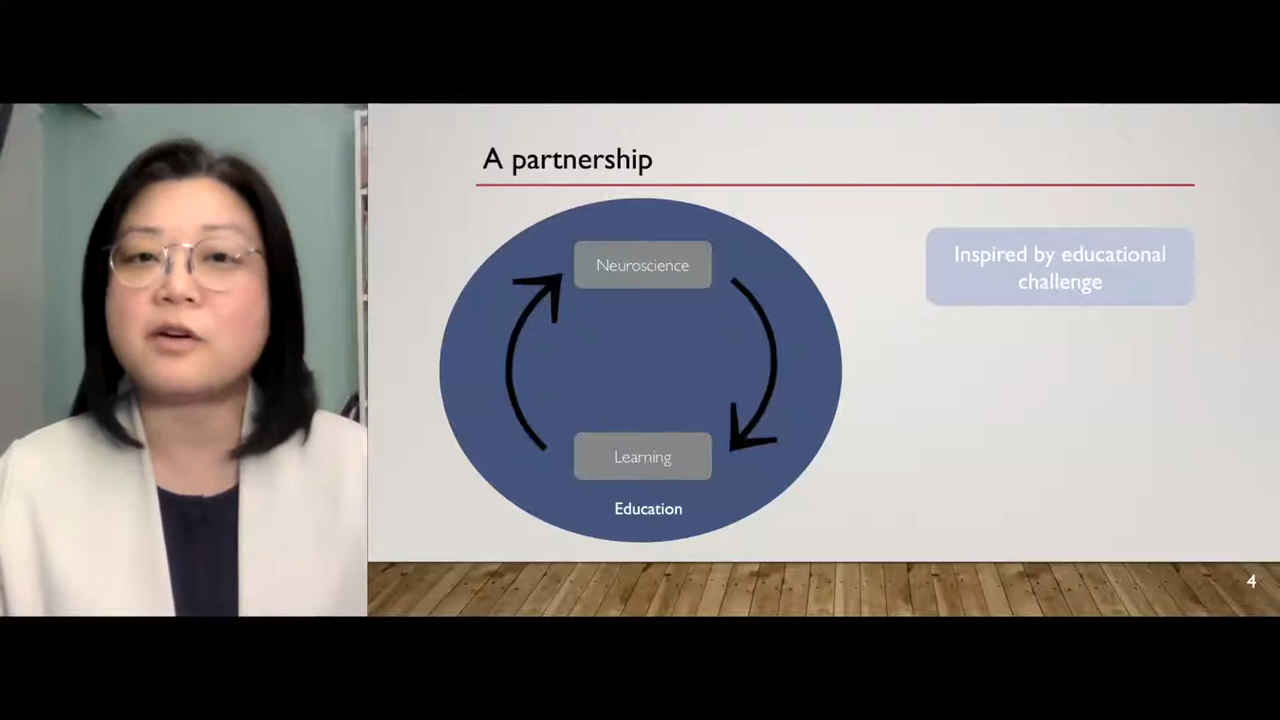 A partnership
Neuroscience
Learning
Education
Inspired by educational
challenge
4